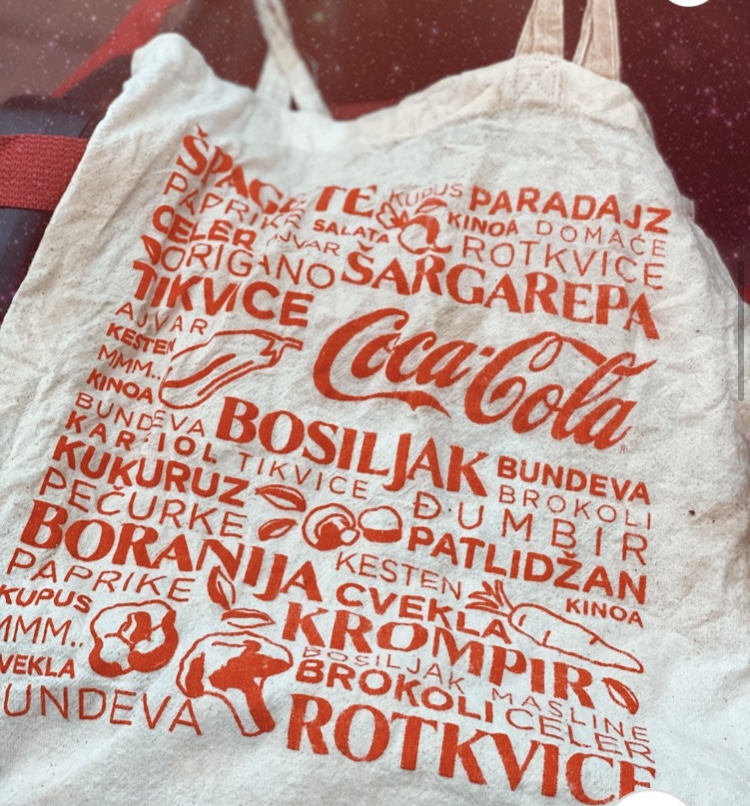 ŠPAGETE KUPUS PARADAJZ
PAPRIKE SALATA KINOA DOMAĆE
CELER AJVAR ROTKVICE
ORIGANO ŠARGAREPA
TIKVICE
AJVAR
KESTEN
MMM..
KINOA
Coca-Cola
BUNDEVA BOSILJAK BUNDEVA
KARFIOL TIKVICE BROKOLI
KUKURUZ ĐUMBIR
PEČURKE PATLIDŽAN
BORANIJA KESTEN KINOA
PAPRIKE CVEKLA
KUPUS KROMPIR
MMM.. BOSILJAK MASLINE
VEKLA BROKOLI CELER
UNDEVA ROTKVICE